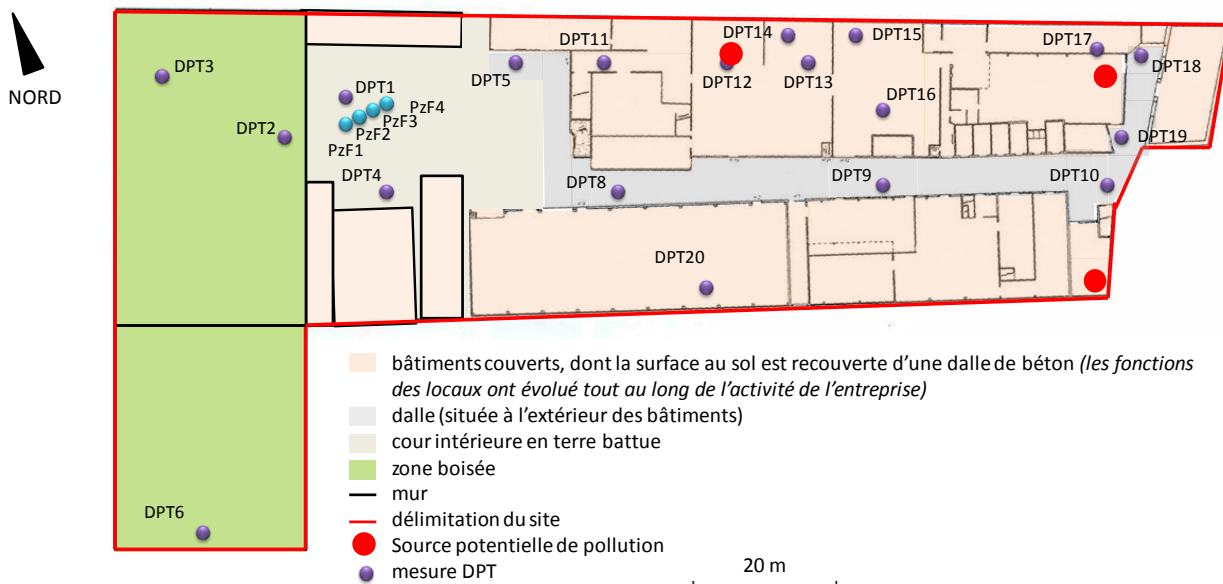 DPT14
DPT15
DPT11
DPT17
DPT3
DPT5
DPT12
DPT13
DPT18
NORD
DPT1
PzF4
DPT16
PzF3
DPT2
PzF2
DPT19
PzF1
DPT4
DPT8
DPT9
DPT10
DPT20
bâtiments couverts, dont la surface au sol est recouverte d'une dalle de béton (les fonctions
des locaux ont évolué tout au long de l'activité de l'entreprise)
dalle (située à l'extérieur des bâtiments)
cour intérieure en terre battue
zone boisée
mur
DPT6
délimitation du site
Source potentielle de pollution
mesure DPT
20 m